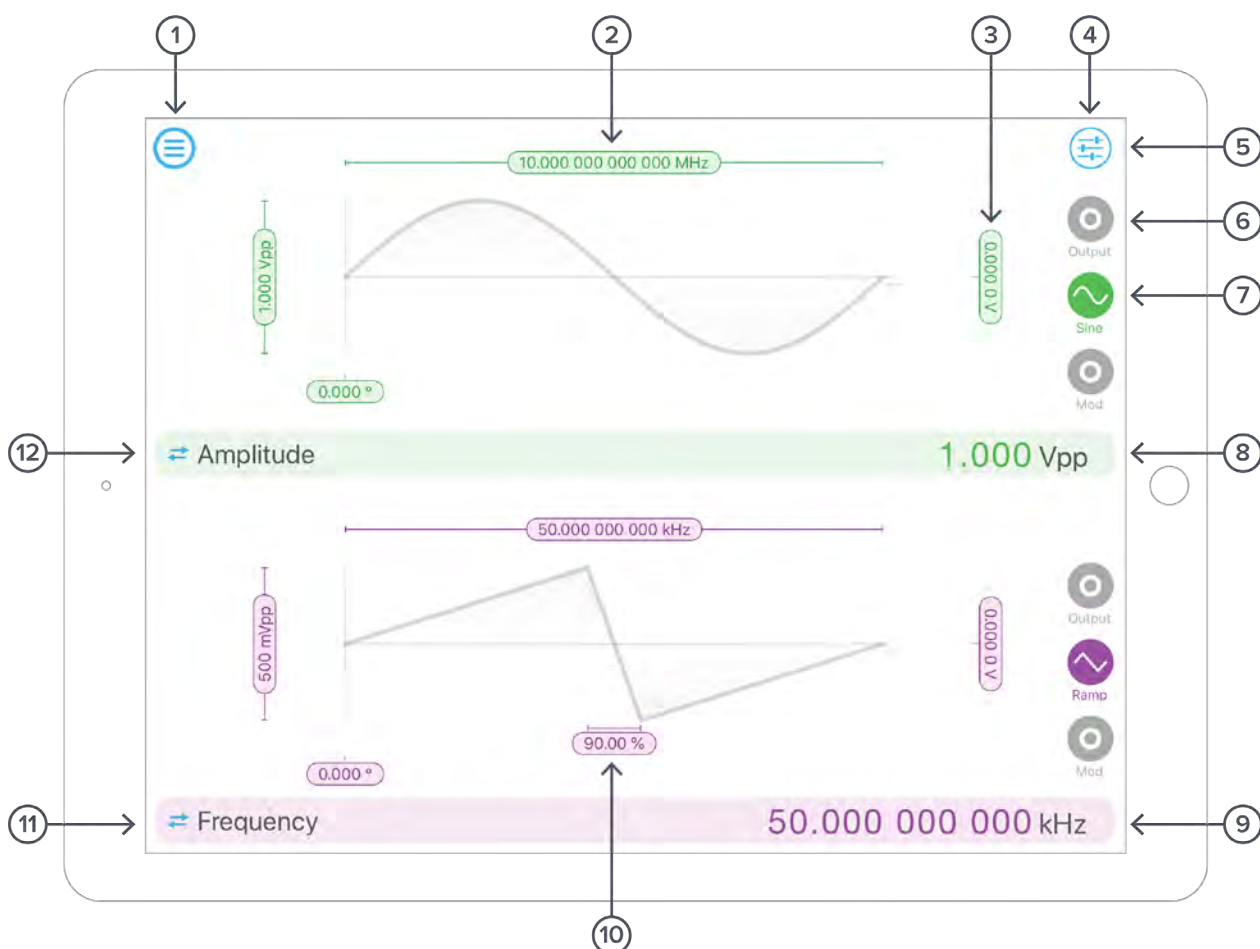 1
2
3
4
10.000 000 000 000 MHz
5
6
Output
1.000 Vpp
0.000 0 V
7
Sine
0.000 °
Mod
12
Amplitude
1.000 Vpp
8
50.000 000 000 kHz
Output
500 mVpp
0.000 0 V
Ramp
90.00 %
Mod
0.000 °
11
Frequency
50.000 000 000 kHz
9
10